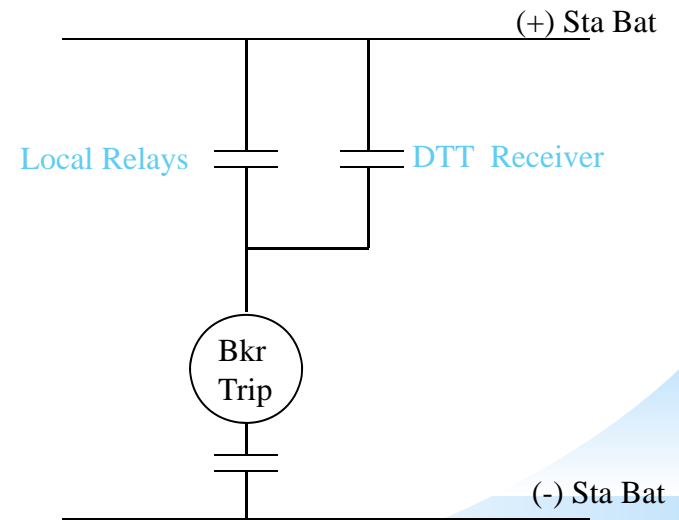 (+) Sta Bat
Local Relays
DTT Receiver
Bkr
Trip
(-) Sta Bat